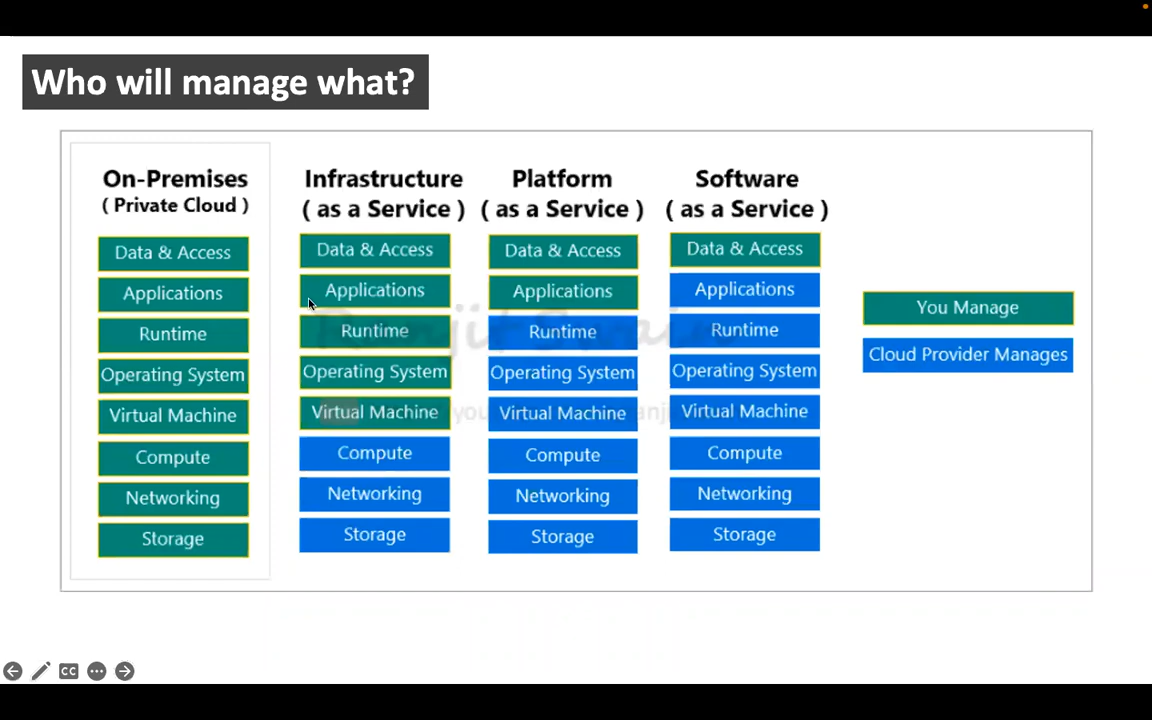 Who will manage what?
On-Premises
( Private Cloud )
Data & Access
Applications
Runtime
Operating System
Virtual Machine
Compute
Networking
Storage
Infrastructure
( as a Service )
Data & Access
Applications
Runtime
Operating System
Virtual Machine
Compute
Networking
Storage
Platform
( as a Service )
Data & Access
Applications
Runtime
Operating System
Virtual Machine
Compute
Networking
Storage
Software
( as a Service )
Data & Access
Applications
Runtime
Operating System
Virtual Machine
Compute
Networking
Storage
You Manage
Cloud Provider Manages
CC